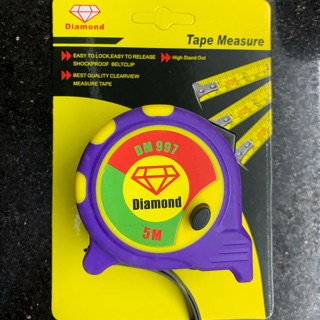 Diamond
Tape Measure
EASY TO LOCK,EASY TO RELEASE
SHOCKPROOF BELTCLIP
BEST QUALITY CLEARVIEW
MEASURE TAPE
High Stand Out
DM 997
Diamond
5M